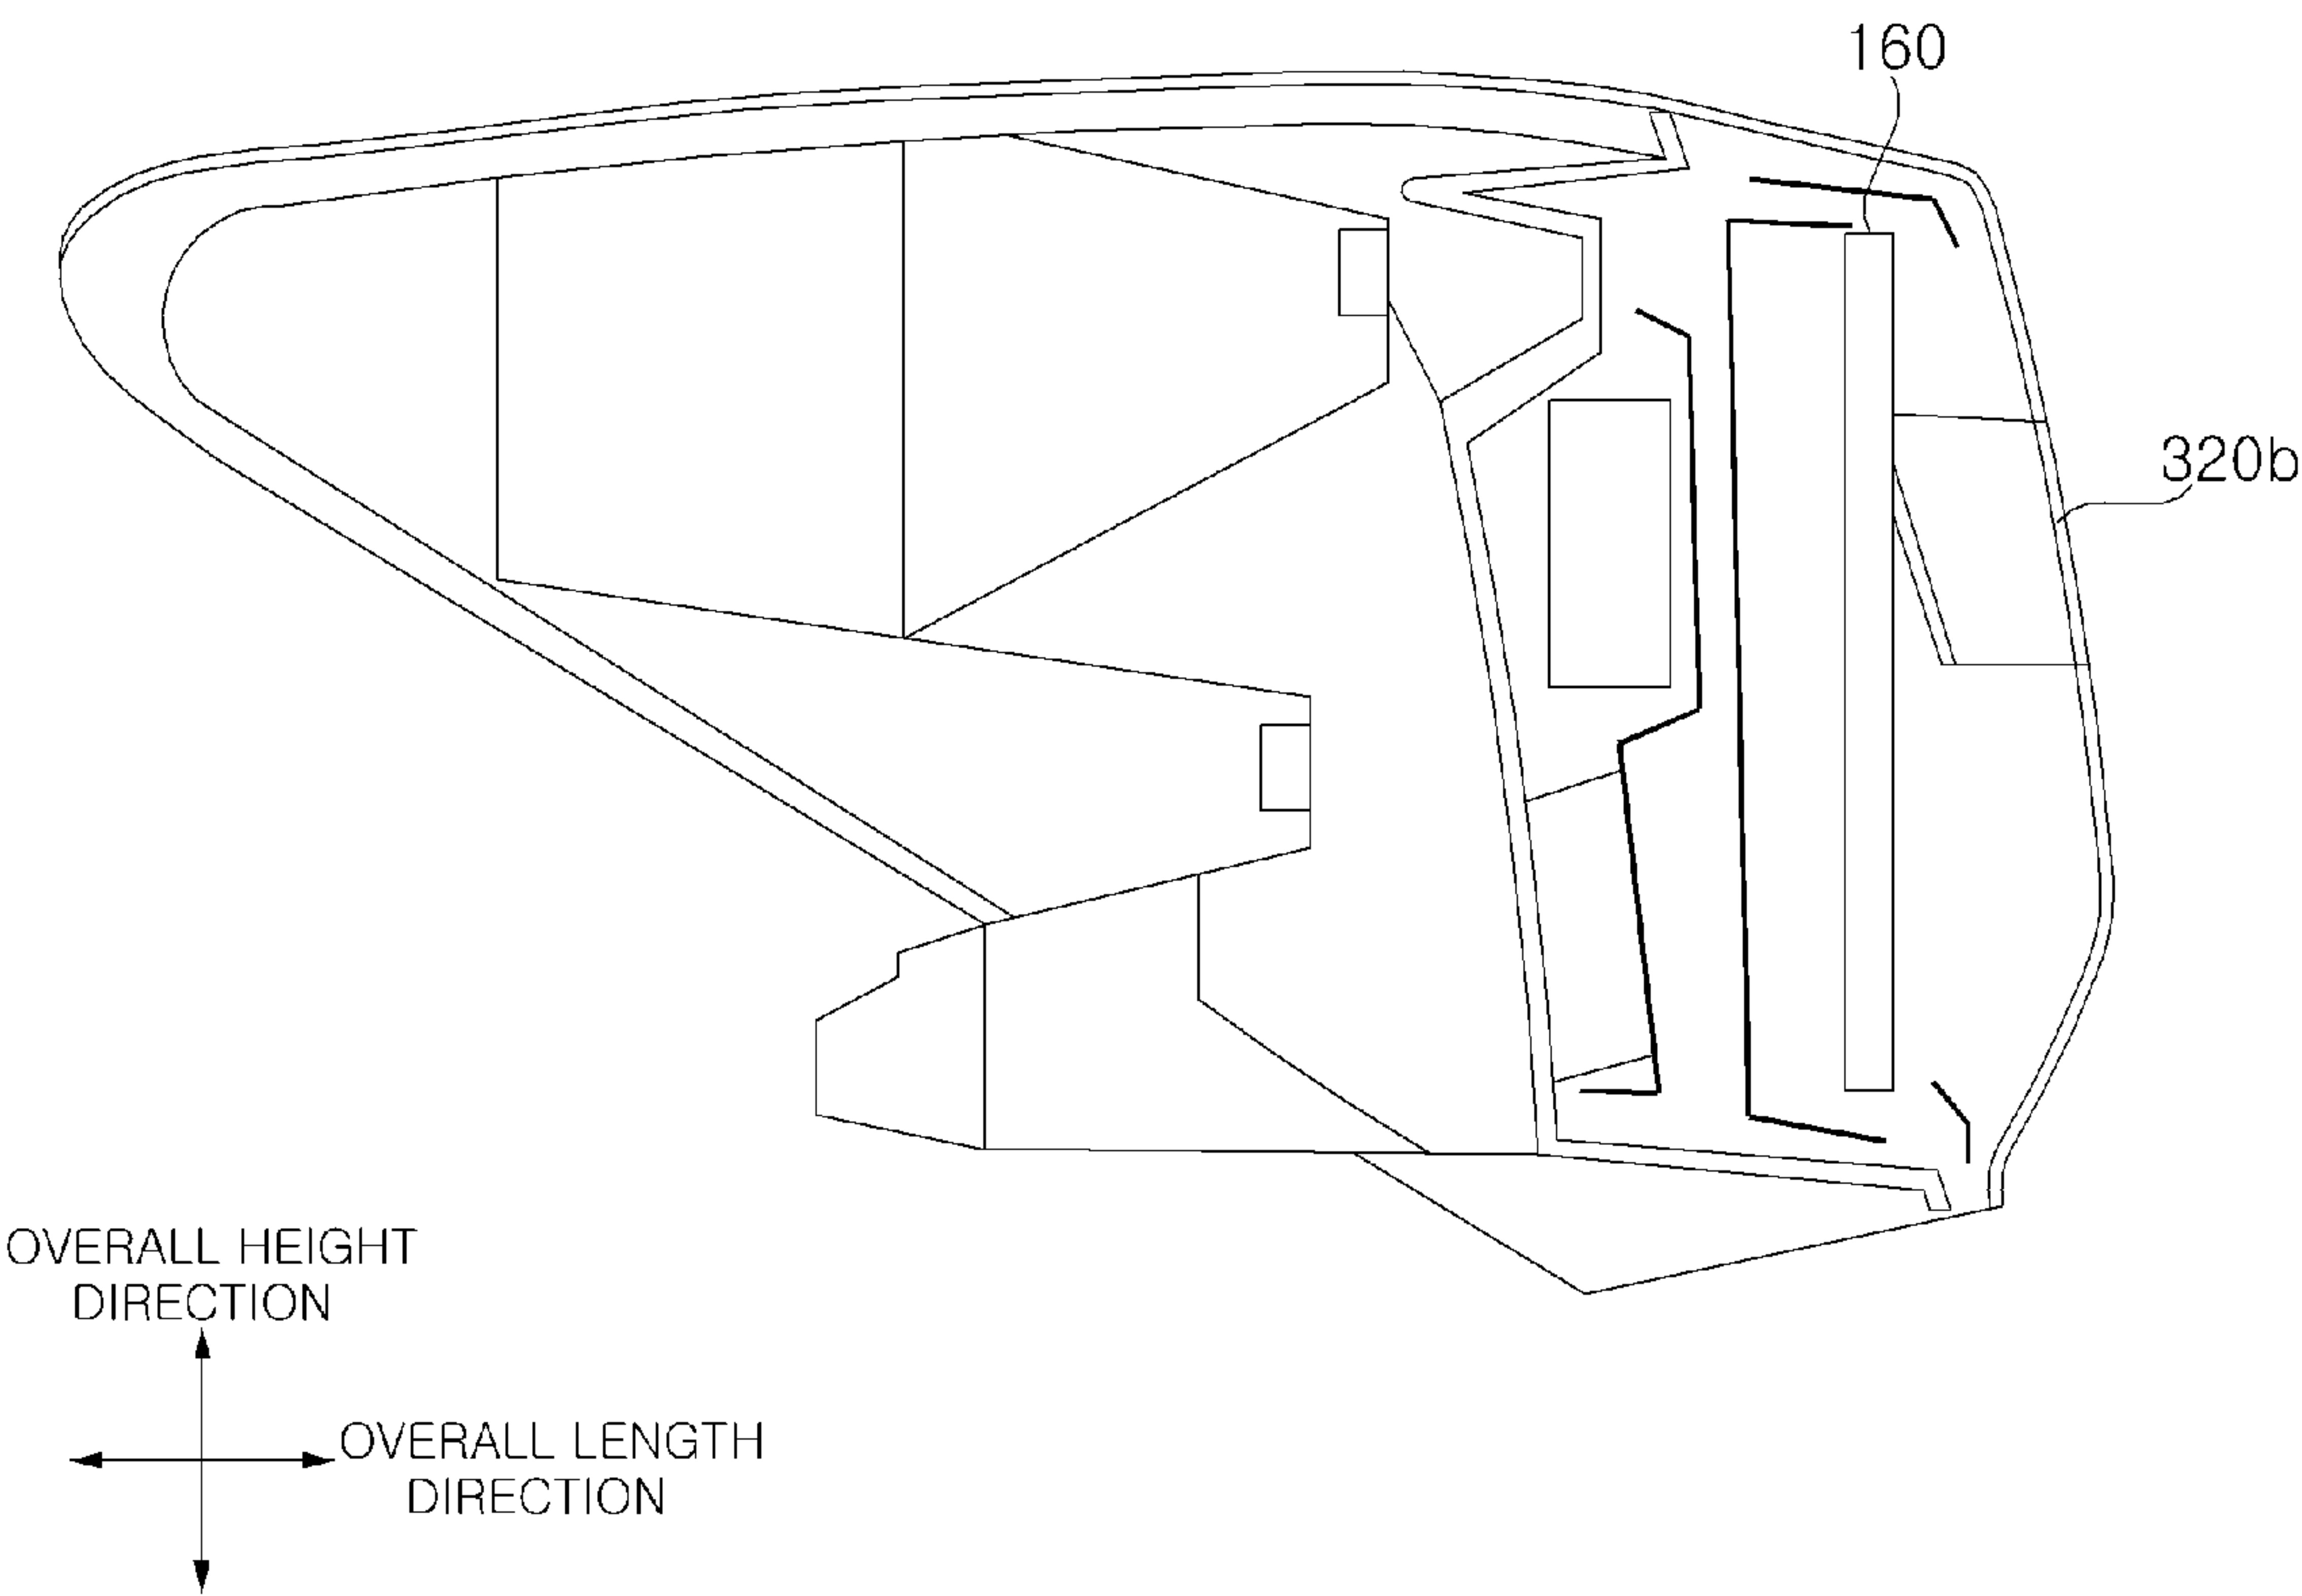 160
320b
OVERALL HEIGHT
DIRECTION
OVERALL LENGTH
DIRECTION